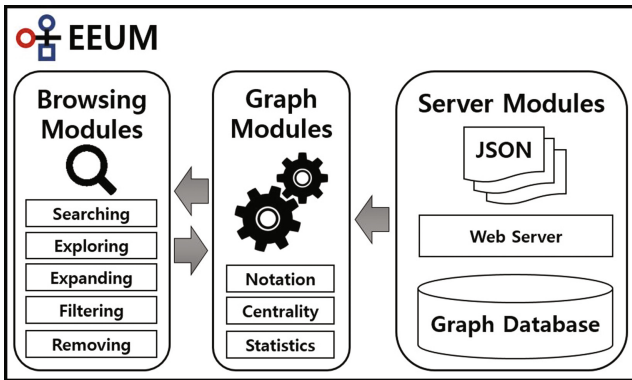 EEUM
Browsing
Modules
Searching
Exploring
Expanding
Filtering
Removing
Graph
Modules
Notation
Centrality
Statistics
Server Modules
JSON
Web Server
Graph Database